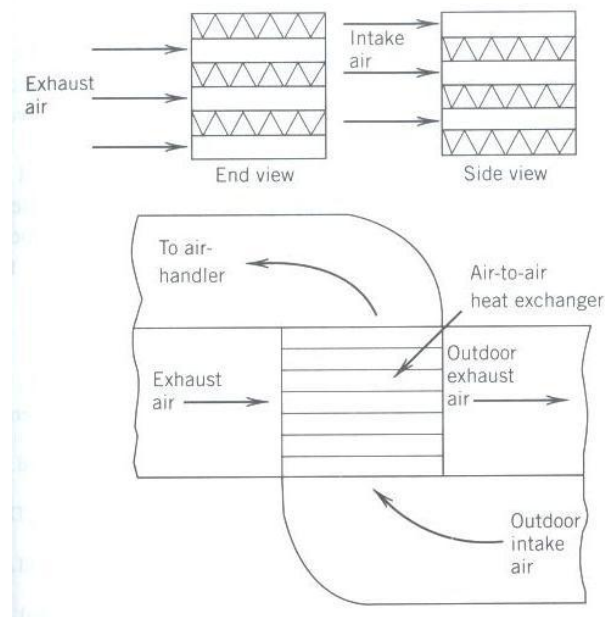 Exhaust
air
End view
Intake
air
Side view
To air-
handler
Air-to-air
heat exchanger
Exhaust
air
Outdoor
exhaust
air
Outdoor
intake
air